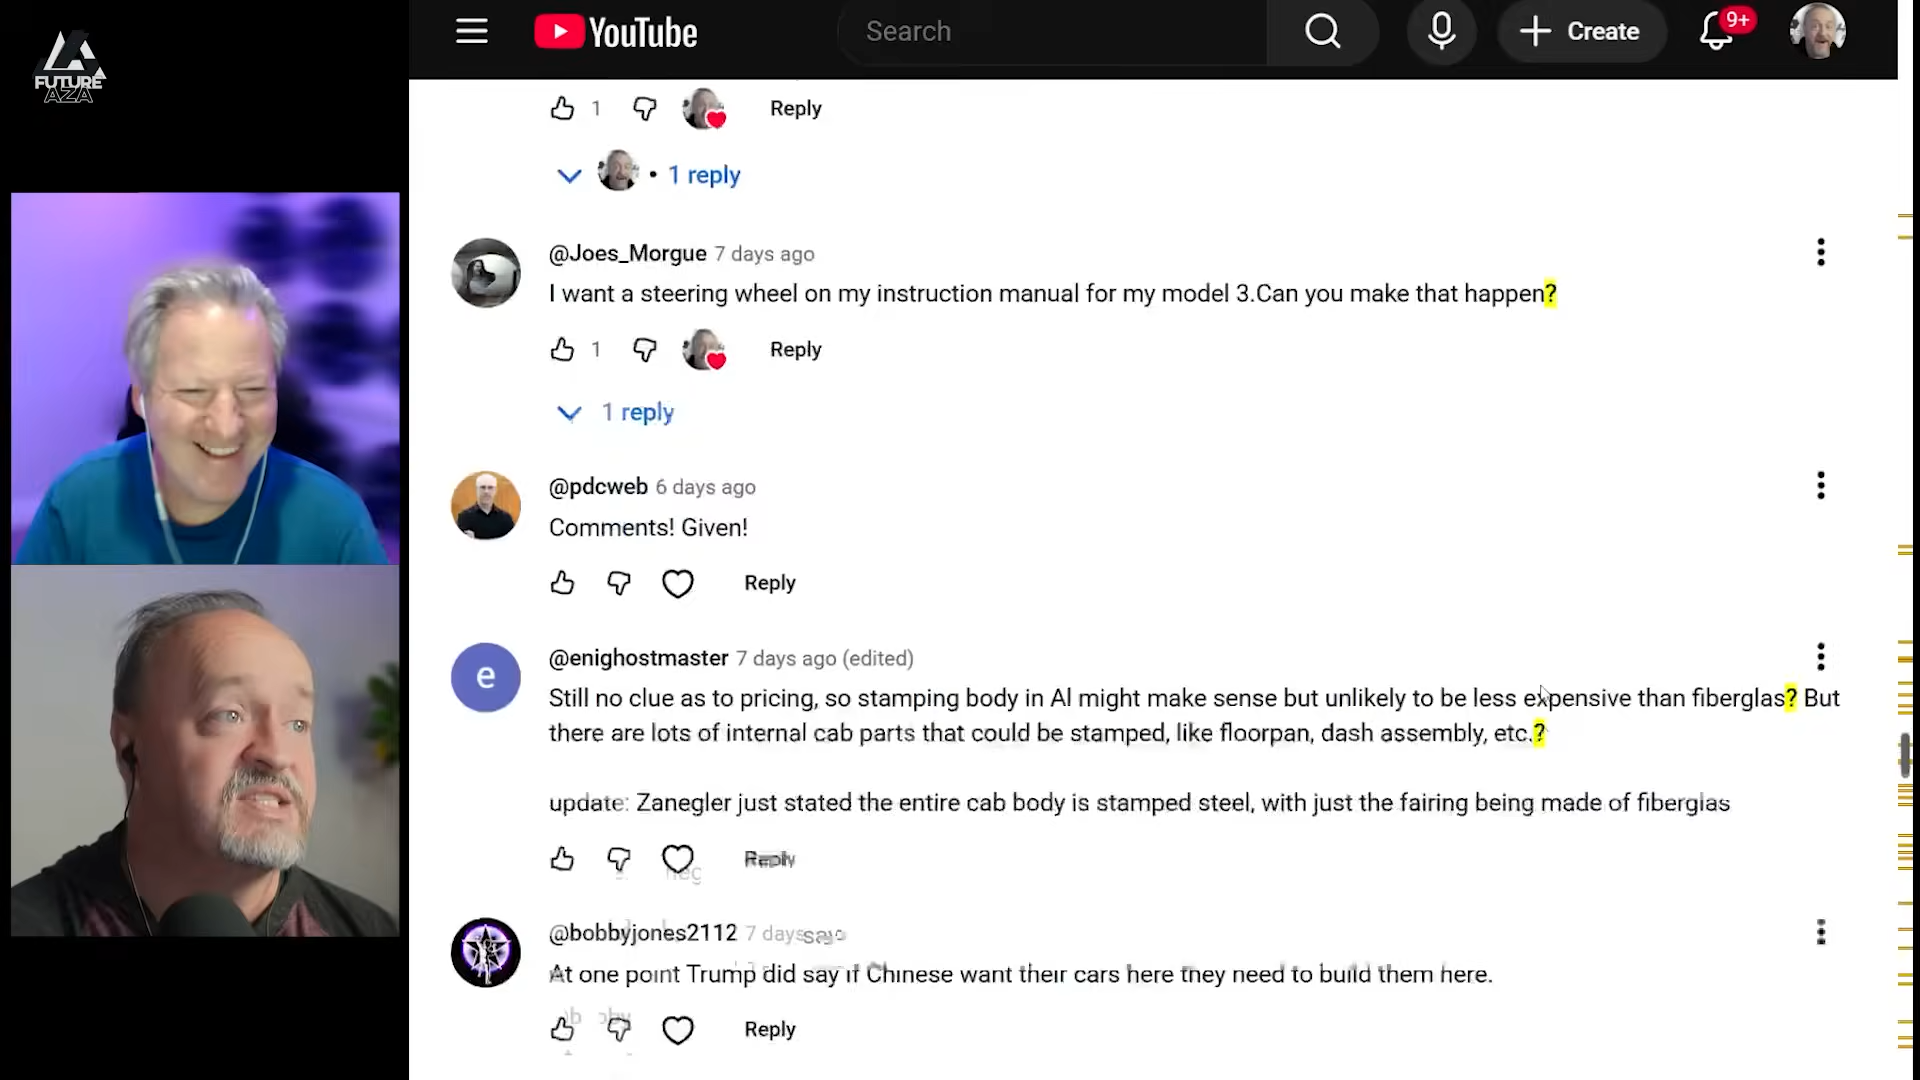 FUTURE
AZA
YouTube
Search
Create
9+
1
Reply
• 1 reply
@Joes_Morgue 7 days ago
I want a steering wheel on my instruction manual for my model 3.Can you make that happen?
1
Reply
1 reply
@pdcweb 6 days ago
Comments! Given!
Reply
e
@enighostmaster 7 days ago (edited)
Still no clue as to pricing, so stamping body in Al might make sense but unlikely to be less expensive than fiberglas? But
there are lots of internal cab parts that could be stamped, like floorpan, dash assembly, etc.?
update: Zanegler just stated the entire cab body is stamped steel, with just the fairing being made of fiberglas
Reply
@bobbyjones2112 7 days
At one point Trump did say if Chinese want their cars here they need to build them here.
Reply